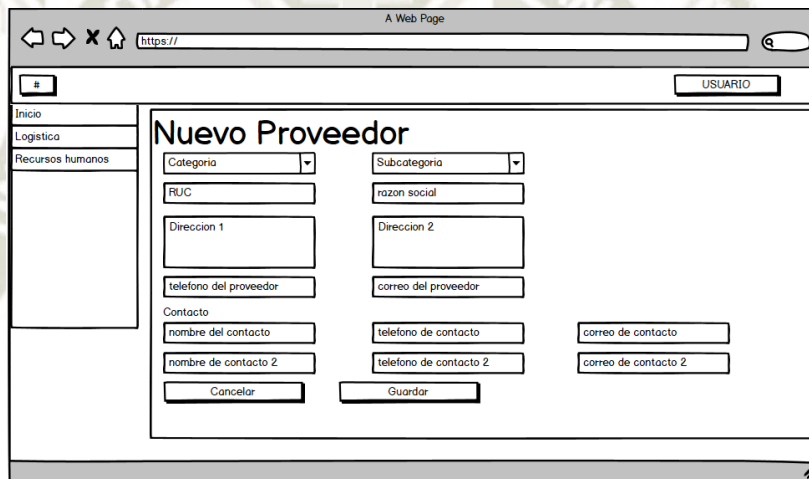 A Web Page
https://
#
USUARIO
Inicio
Logistica
Recursos humanos
Nuevo Proveedor
Categoria
Subcategoria
RUC
razon social
Direccion 1
Direccion 2
telefono del proveedor
correo del proveedor
Contacto
nombre del contacto
telefono de contacto
correo de contacto
nombre de contacto 2
telefono de contacto 2
correo de contacto 2
Cancelar
Guardar